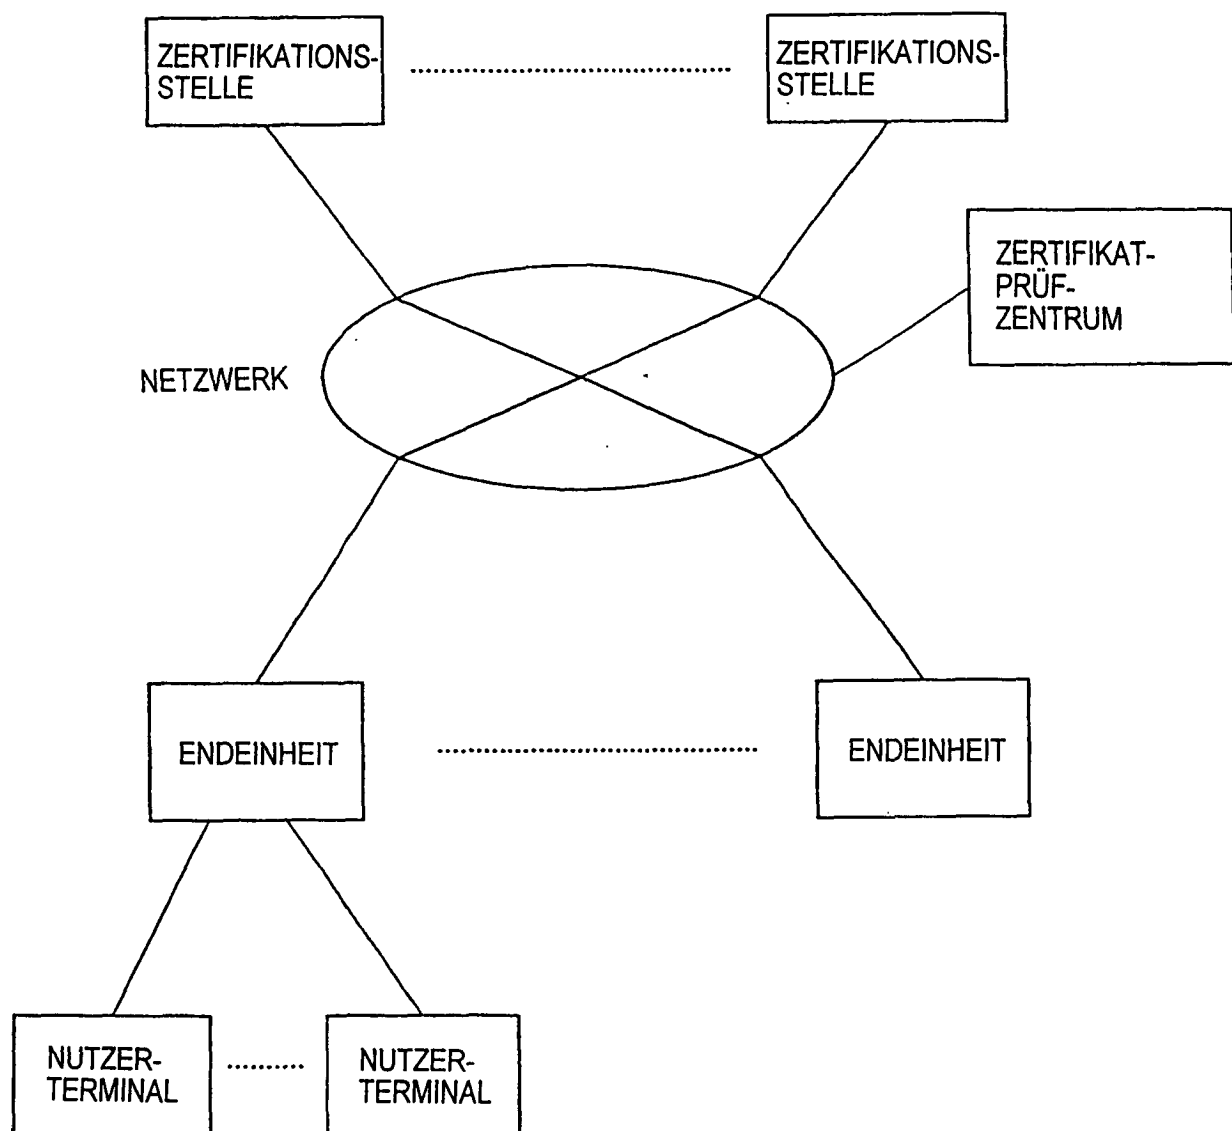 ZERTIFIKATIONS-
STELLE
ZERTIFIKATIONS-
STELLE
ZERTIFIKAT-
PRÜF-
ZENTRUM
NETZWERK
ENDEINHEIT
ENDEINHEIT
NUTZER-
TERMINAL
NUTZER-
TERMINAL